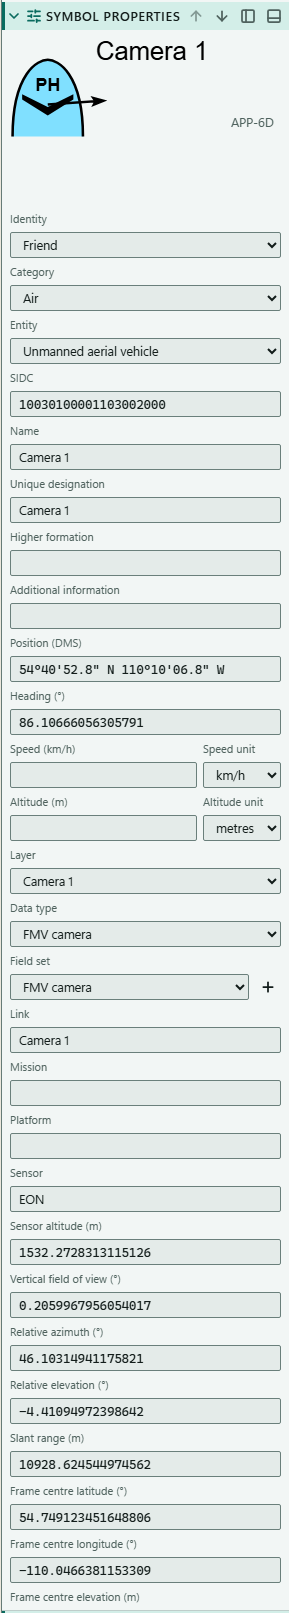 SYMBOL PROPERTIES
Camera 1
PH
APP-6D
Identity
Friend
Category
Air
Entity
Unmanned aerial vehicle
SIDC
10030100001103002000
Name
Camera 1
Unique designation
Camera 1
Higher formation
Additional information
Position (DMS)
54°40'52.8" N 110°10'06.8" W
Heading (°)
86.10666056305791
Speed (km/h) Speed unit
km/h
Altitude (m) Altitude unit
metres
Layer
Camera 1
Data type
FMV camera
Field set
FMV camera +
Link
Camera 1
Mission
Platform
Sensor
EON
Sensor altitude (m)
1532.2728313115126
Vertical field of view (°)
0.2059967956054017
Relative azimuth (°)
46.10314941175821
Relative elevation (°)
−4.41094972398642
Slant range (m)
10928.624544974562
Frame centre latitude (°)
54.749123451648806
Frame centre longitude (°)
−110.0466381153309
Frame centre elevation (m)